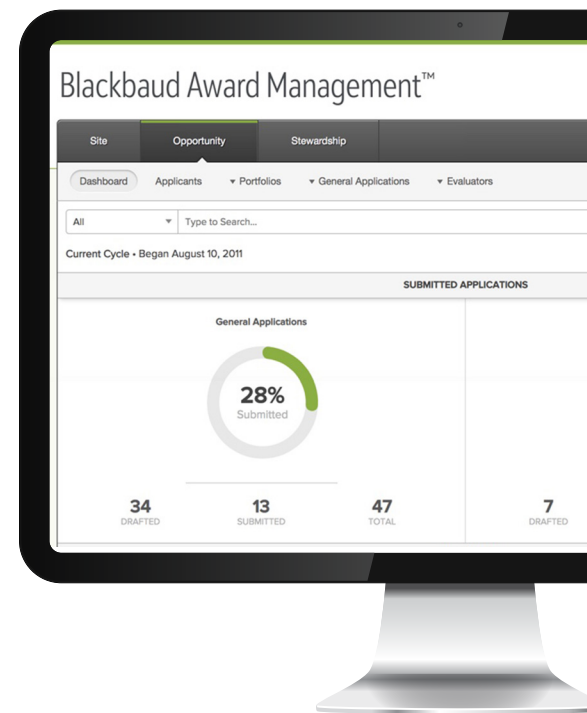 Blackbaud Award Management™
Site Opportunity Stewardship
Dashboard Applicants Portfolios General Applications Evaluators
All Type to Search...
Current Cycle • Began August 10, 2011
SUBMITTED APPLICATIONS
General Applications
28%
Submitted
34 13 47 7
DRAFTED SUBMITTED TOTAL DRAFTED